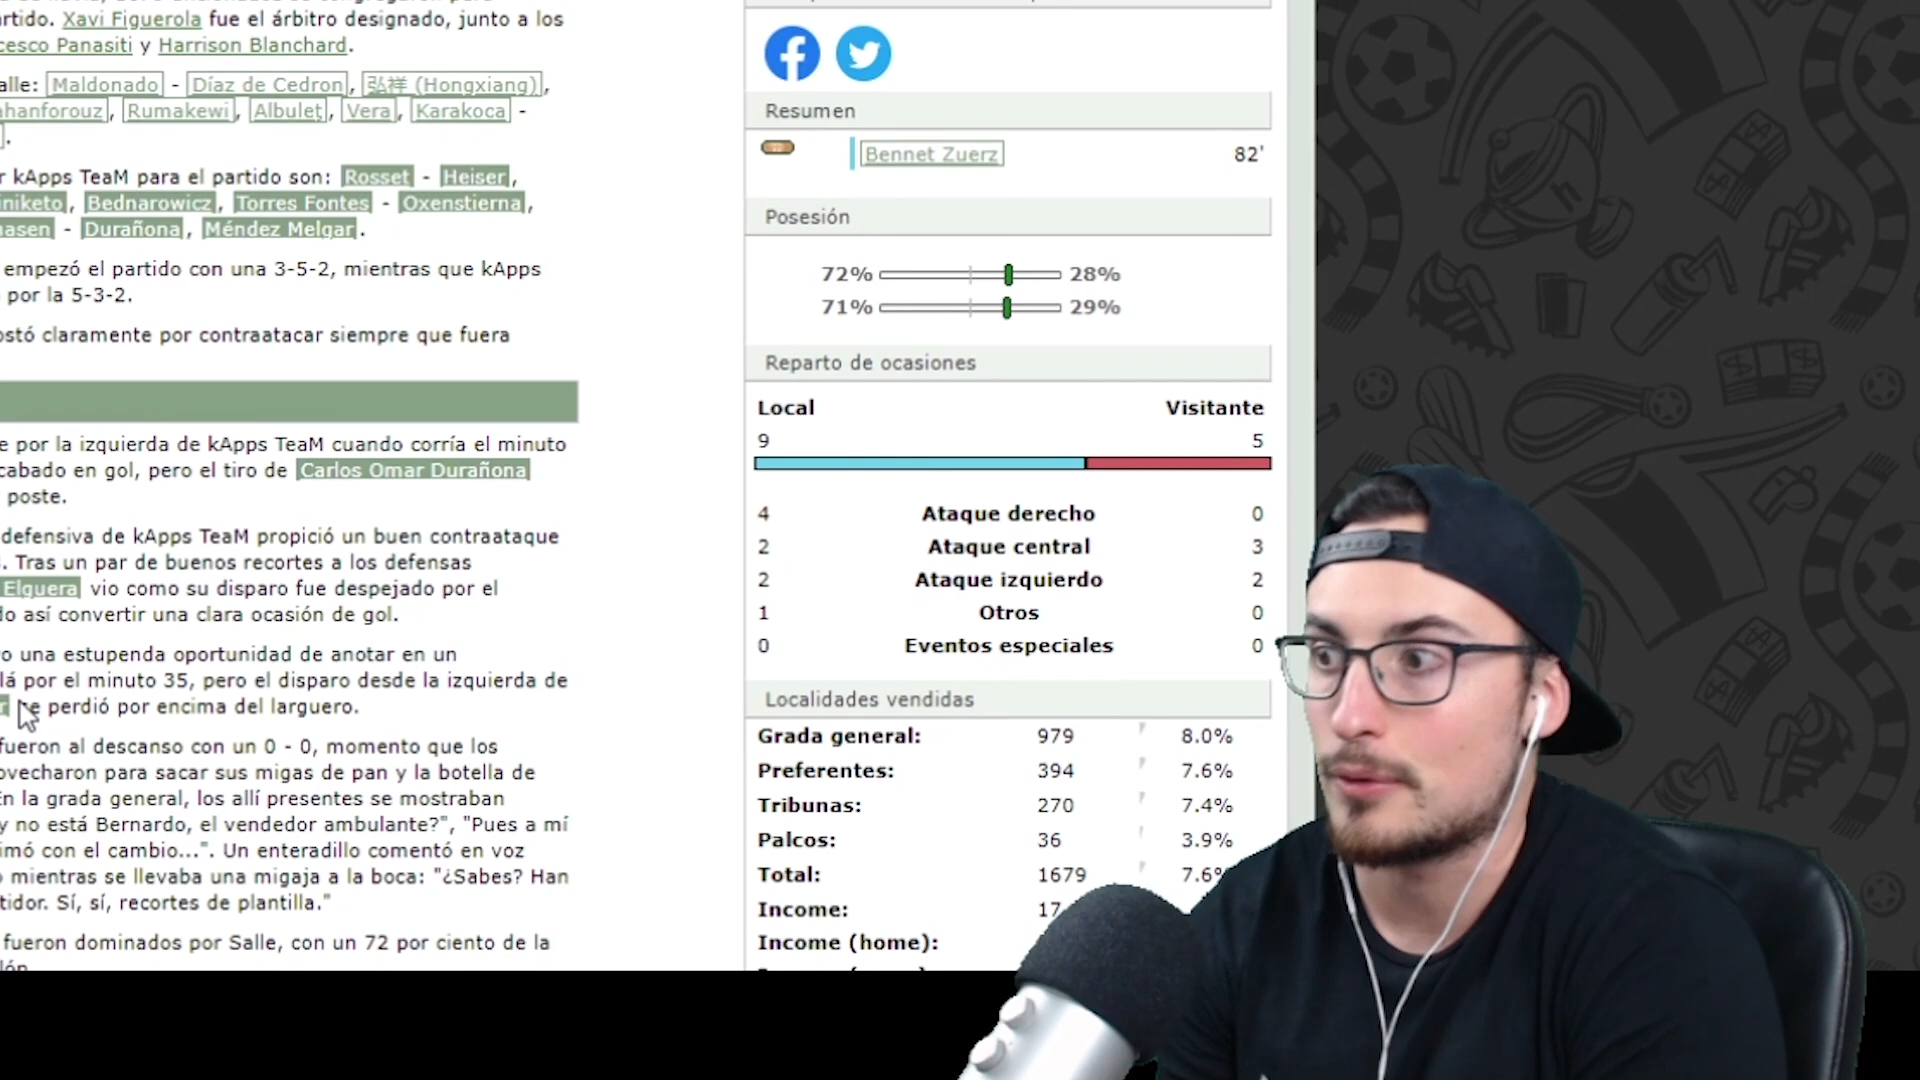 artido. Xavi Figuerola fue el árbitro designado, junto a los
cesco Panasiti y Harrison Blanchard.
alle: Maldonado - Díaz de Cedron, 弘祥 (Hongxiang),
ahanforouz, Rumakewi, Albuleț, Vera, Karakoca -
.
r kApps TeaM para el partido son: Rosset - Heiser,
iniketo, Bednarowicz, Torres Fontes - Oxenstierna,
nasen - Durañona, Méndez Melgar.
empezó el partido con una 3-5-2, mientras que kApps
por la 5-3-2.
ostó claramente por contraatacar siempre que fuera
e por la izquierda de kApps TeaM cuando corría el minuto
cabado en gol, pero el tiro de Carlos Omar Durañona
poste.
defensiva de kApps TeaM propició un buen contraataque
. Tras un par de buenos recortes a los defensas
Elguera vio como su disparo fue despejado por el
do así convertir una clara ocasión de gol.
o una estupenda oportunidad de anotar en un
lá por el minuto 35, pero el disparo desde la izquierda de
r se perdió por encima del larguero.
fueron al descanso con un 0 - 0, momento que los
ovecharon para sacar sus migas de pan y la botella de
En la grada general, los allí presentes se mostraban
y no está Bernardo, el vendedor ambulante?", "Pues a mí
imó con el cambio...". Un enteradillo comentó en voz
o mientras se llevaba una migaja a la boca: "¿Sabes? Han
tidor. Sí, sí, recortes de plantilla."
fueron dominados por Salle, con un 72 por ciento de la
Resumen
Bennet Zuerz 82'
Posesión
72% 28%
71% 29%
Reparto de ocasiones
Local Visitante
9 5
4 Ataque derecho 0
2 Ataque central 3
2 Ataque izquierdo 2
1 Otros 0
0 Eventos especiales 0
Localidades vendidas
Grada general: 979 8.0%
Preferentes: 394 7.6%
Tribunas: 270 7.4%
Palcos: 36 3.9%
Total: 1679 7.6%
Income: 17
Income (home):